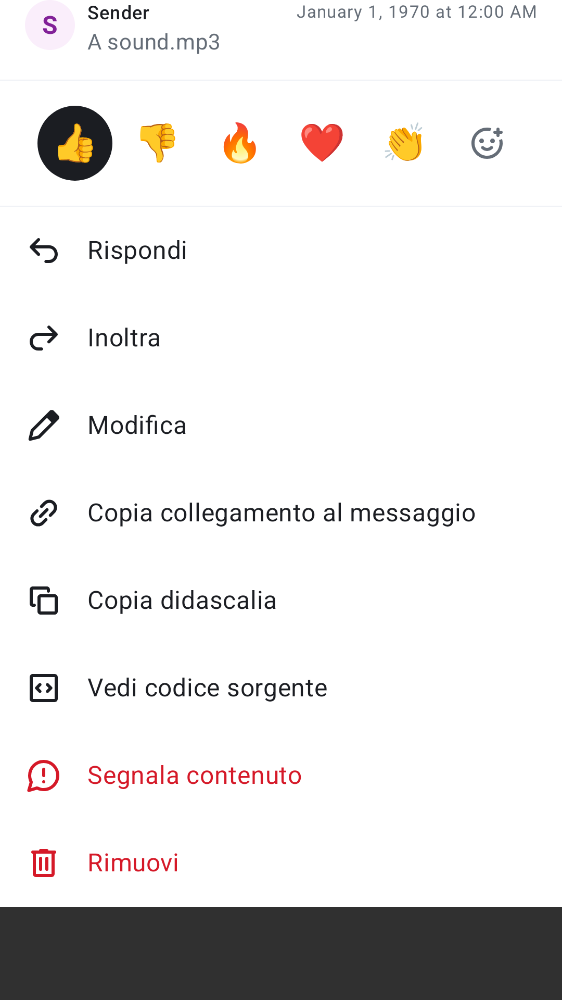 S
Sender
January 1, 1970 at 12:00 AM
A sound.mp3
Rispondi
Inoltra
Modifica
Copia collegamento al messaggio
Copia didascalia
Vedi codice sorgente
Segnala contenuto
Rimuovi